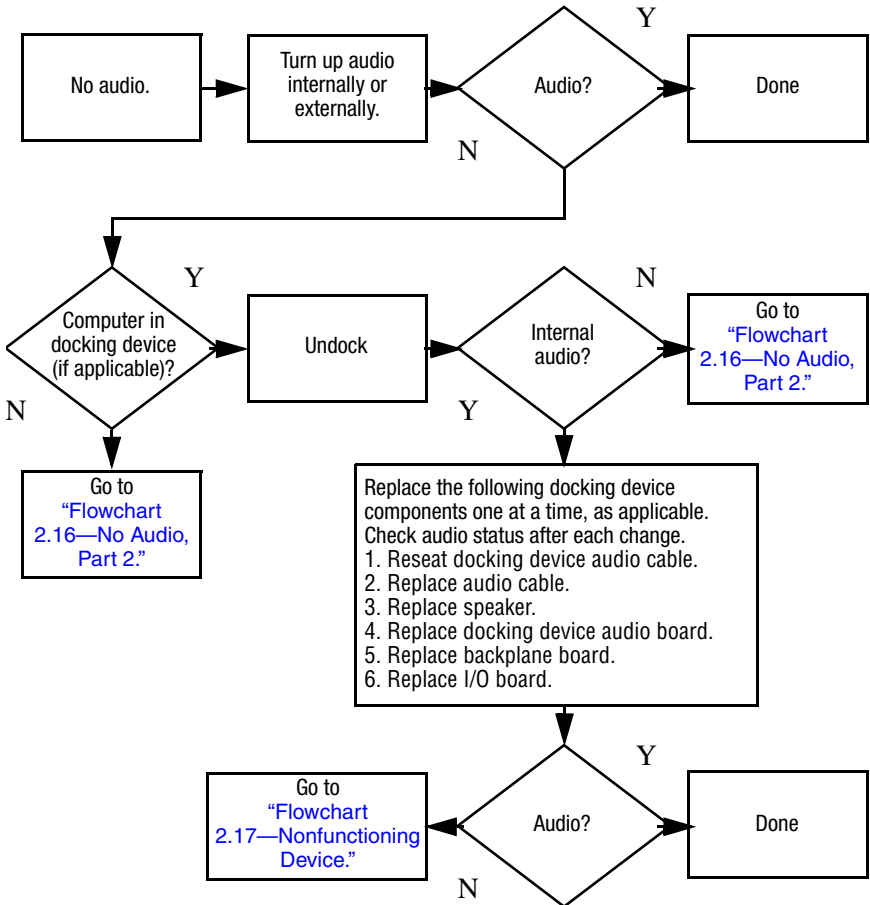 Y
No audio.
Turn up audio
internally or
externally.
Audio?
Done
N
Y
N
Computer in
docking device
(if applicable)?
Undock
Internal
audio?
Go to
“Flowchart
2.16—No Audio,
Part 2.”
N
Y
Go to
“Flowchart
2.16—No Audio,
Part 2.”
Replace the following docking device
components one at a time, as applicable.
Check audio status after each change.
1. Reseat docking device audio cable.
2. Replace audio cable.
3. Replace speaker.
4. Replace docking device audio board.
5. Replace backplane board.
6. Replace I/O board.
Y
Go to
“Flowchart
2.17—Nonfunctioning
Device.”
Audio?
Done
N